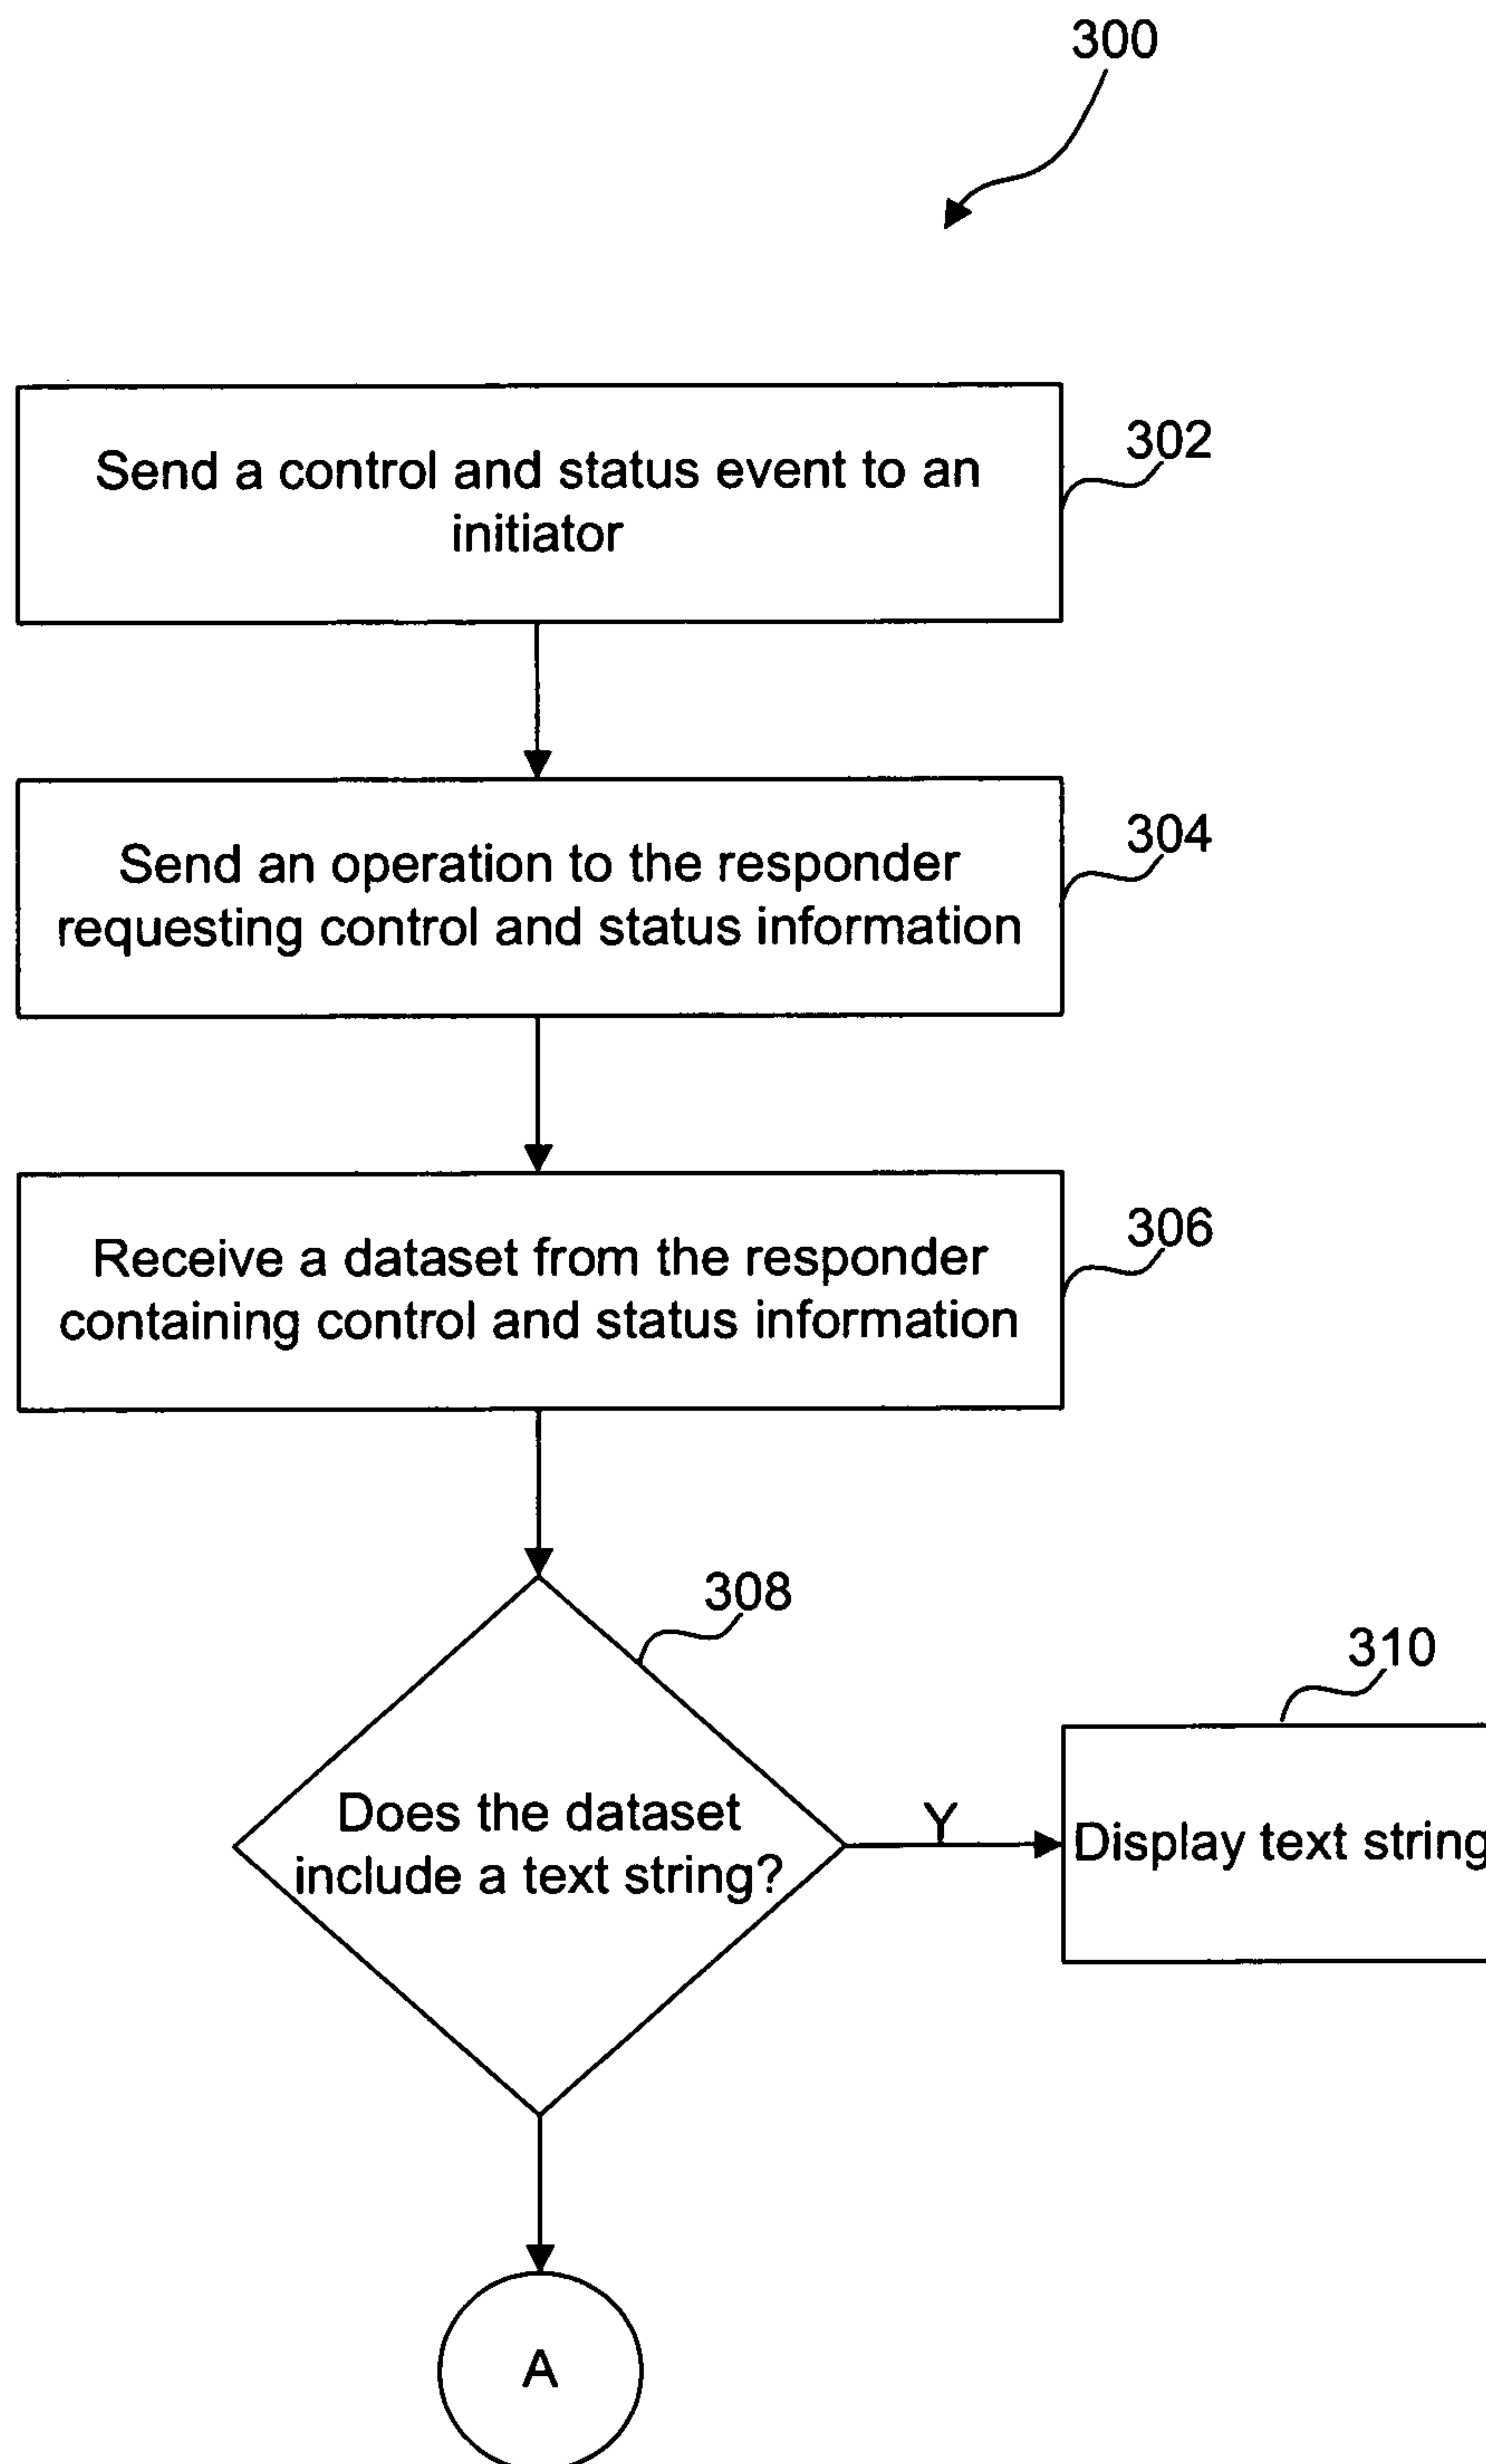 300
Send a control and status event to an
initiator
302
Send an operation to the responder
requesting control and status information
304
Receive a dataset from the responder
containing control and status information
306
308
Does the dataset
include a text string?
Y
310
Display text string
A